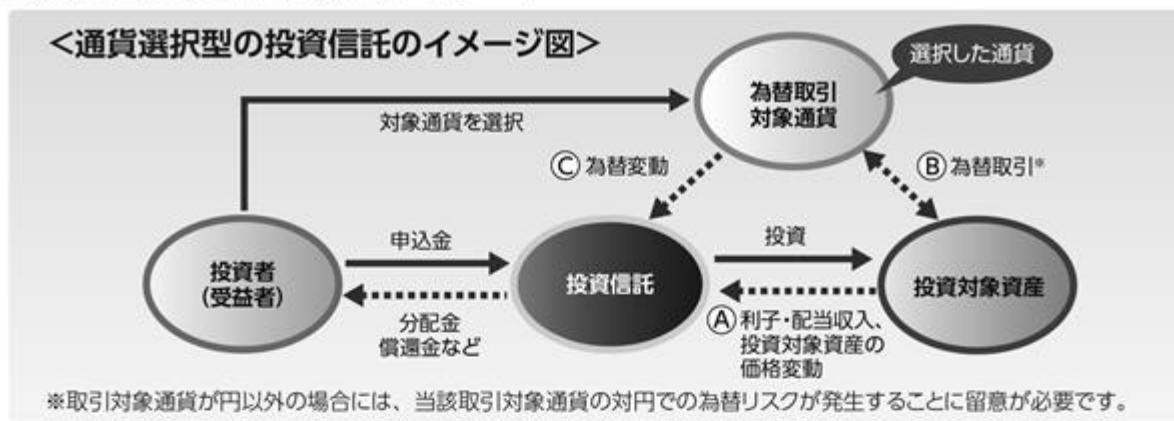 <通貨選択型の投資信託のイメージ図>
選択した通貨
為替取引
対象通貨
対象通貨を選択
Ⓒ 為替変動
Ⓑ 為替取引※
投資者
(受益者)
申込金
分配金
償還金など
投資信託
投資
Ⓐ 利子・配当収入、
投資対象資産の
価格変動
投資対象資産
※取引対象通貨が円以外の場合には、当該取引対象通貨の対円での為替リスクが発生することに留意が必要です。